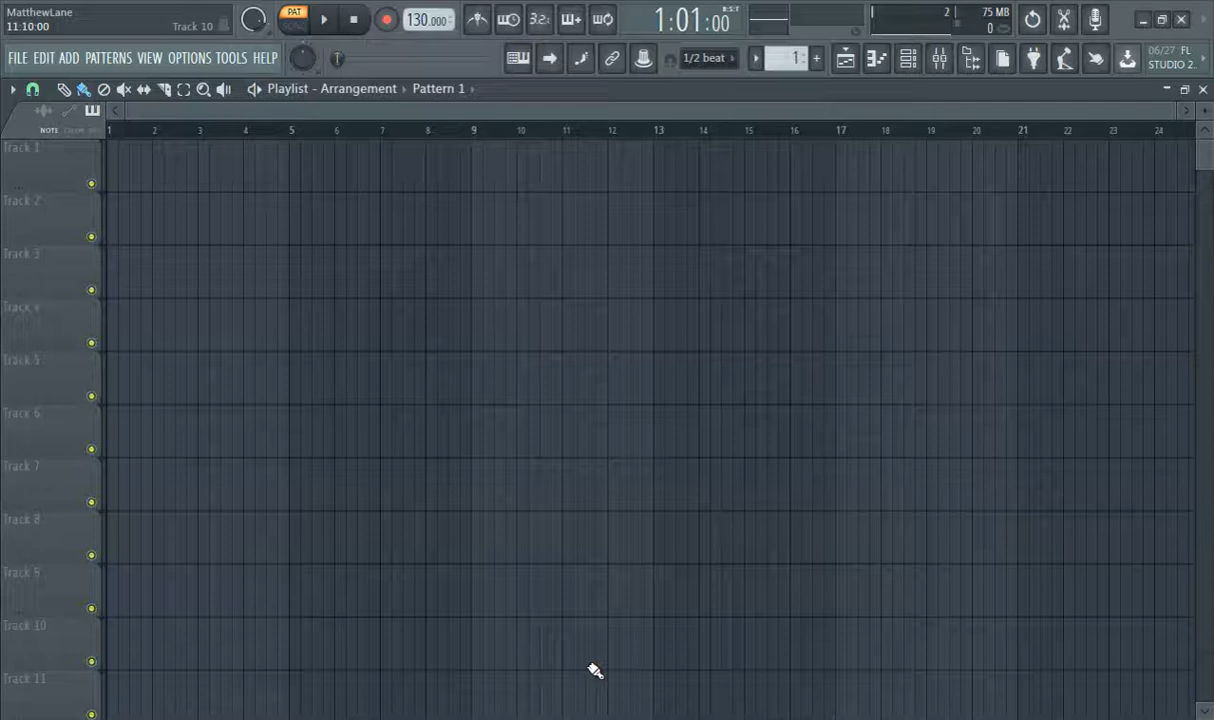 MatthewLane
11:10:00 Track 10
PAT
SONG
130.000
3.2:
1:01:00
B:S:T
2
75 MB
0
FILE EDIT ADD PATTERNS VIEW OPTIONS TOOLS HELP
1/2 beat
1
+
06/27 FL
STUDIO 2..
Playlist - Arrangement › Pattern 1
NOTE
1 2 3 4 5 6 7 8 9 10 11 12 13 14 15 16 17 18 19 20 21 22 23 24
Track 1
...
Track 2
Track 3
Track 4
Track 5
Track 6
Track 7
Track 8
Track 9
Track 10
Track 11